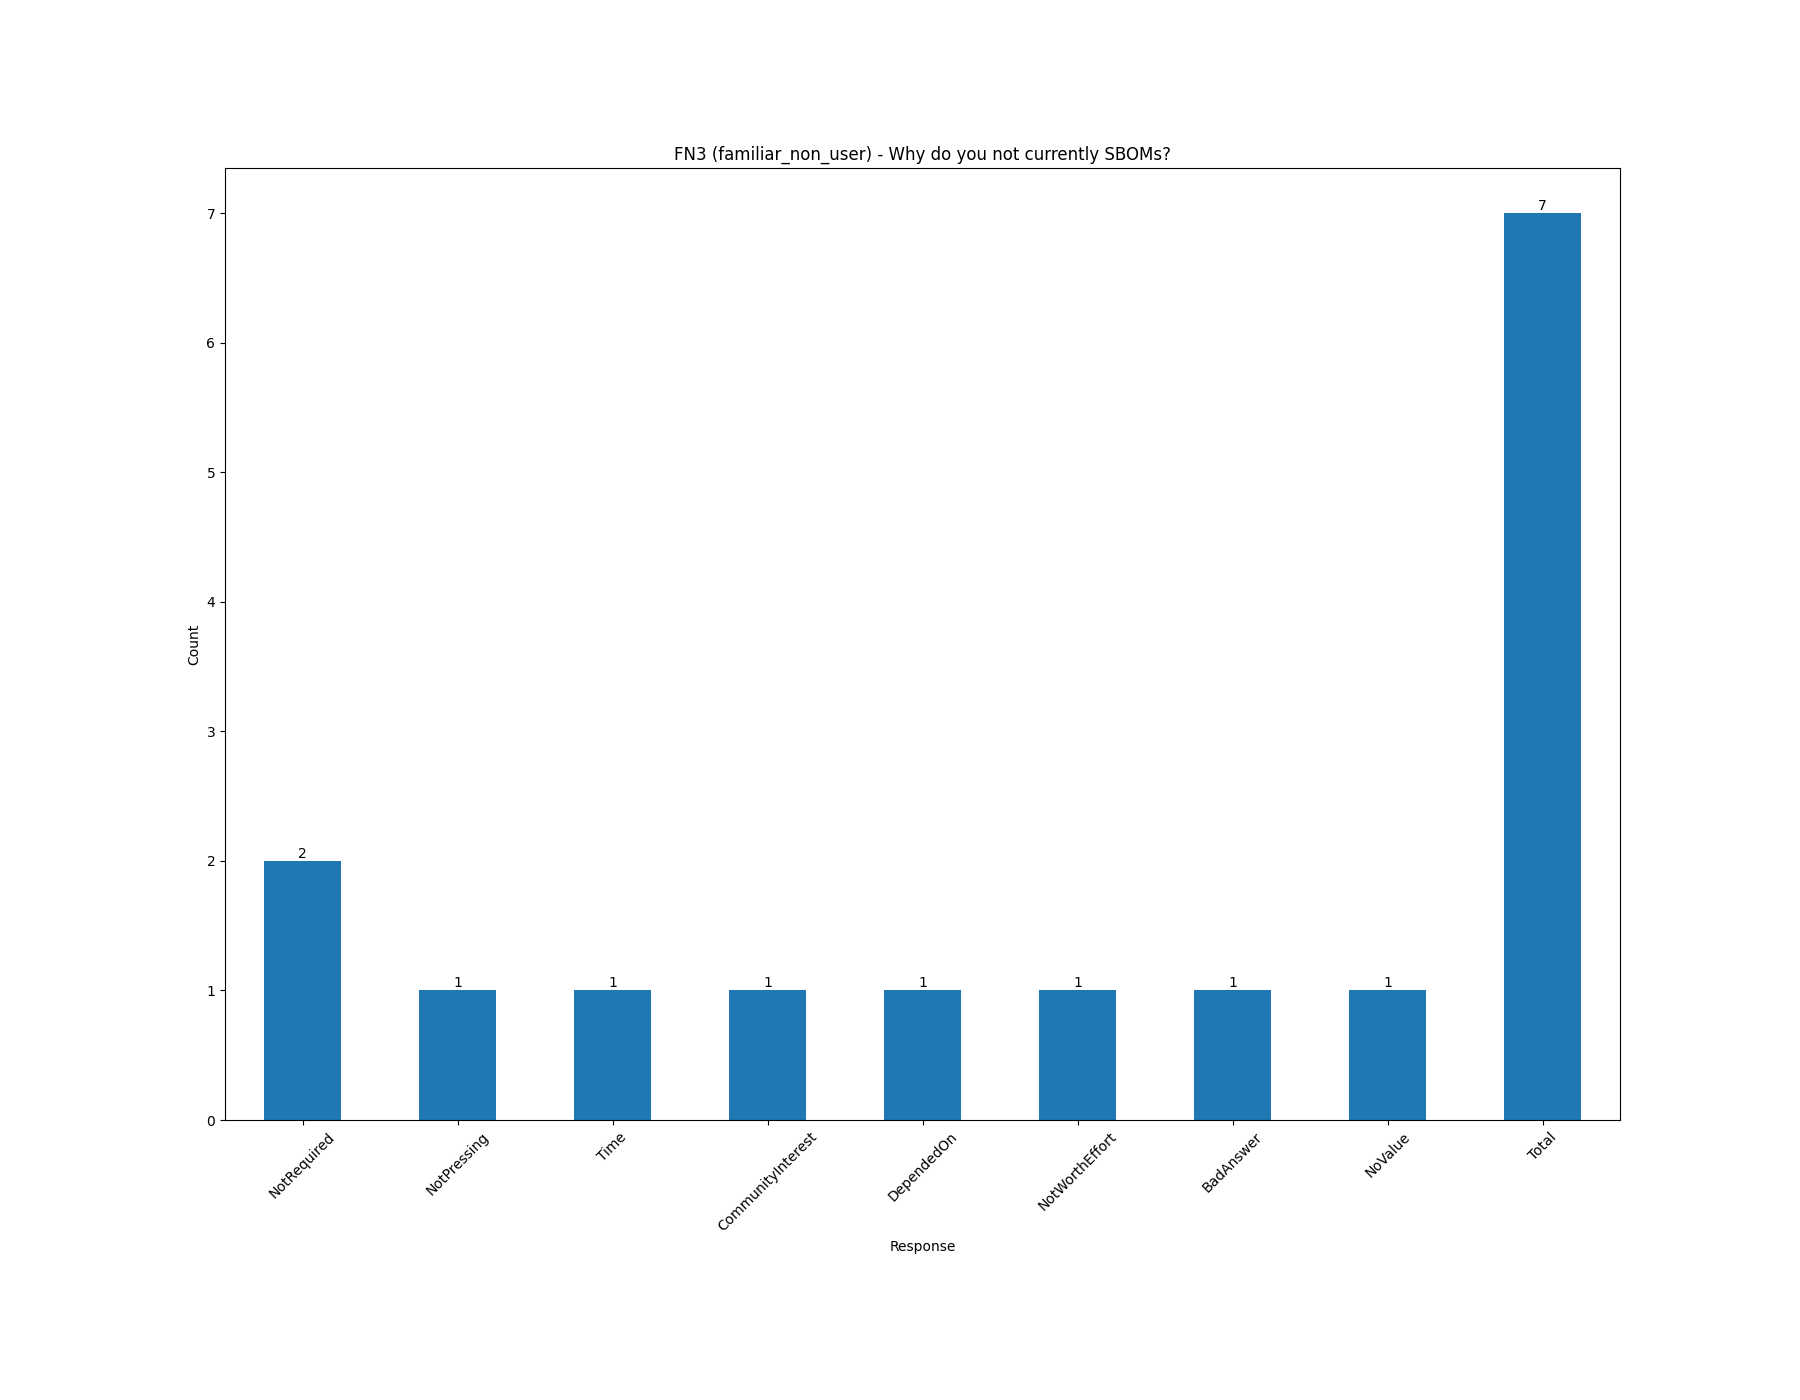 FN3 (familiar_non_user) - Why do you not currently SBOMs?
7
6
5
4
3
2
1
0
Count
2
1
1
1
1
1
1
1
7
NotRequired
NotPressing
Time
CommunityInterest
DependedOn
NotWorthEffort
BadAnswer
NoValue
Total
Response